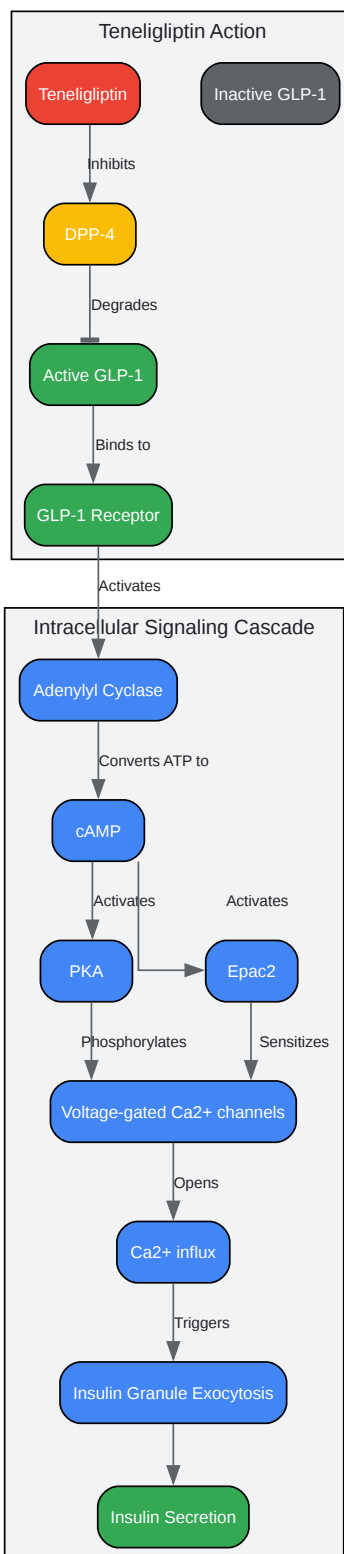 Teneligliptin Action
Teneligliptin
Inactive GLP-1
Inhibits
DPP-4
Degrades
Active GLP-1
Binds to
GLP-1 Receptor
Activates
Intracellular Signaling Cascade
Adenylyl Cyclase
Converts ATP to
cAMP
Activates
Activates
PKA
Epac2
Phosphorylates
Sensitizes
Voltage-gated Ca2+ channels
Opens
Ca2+ influx
Triggers
Insulin Granule Exocytosis
Insulin Secretion